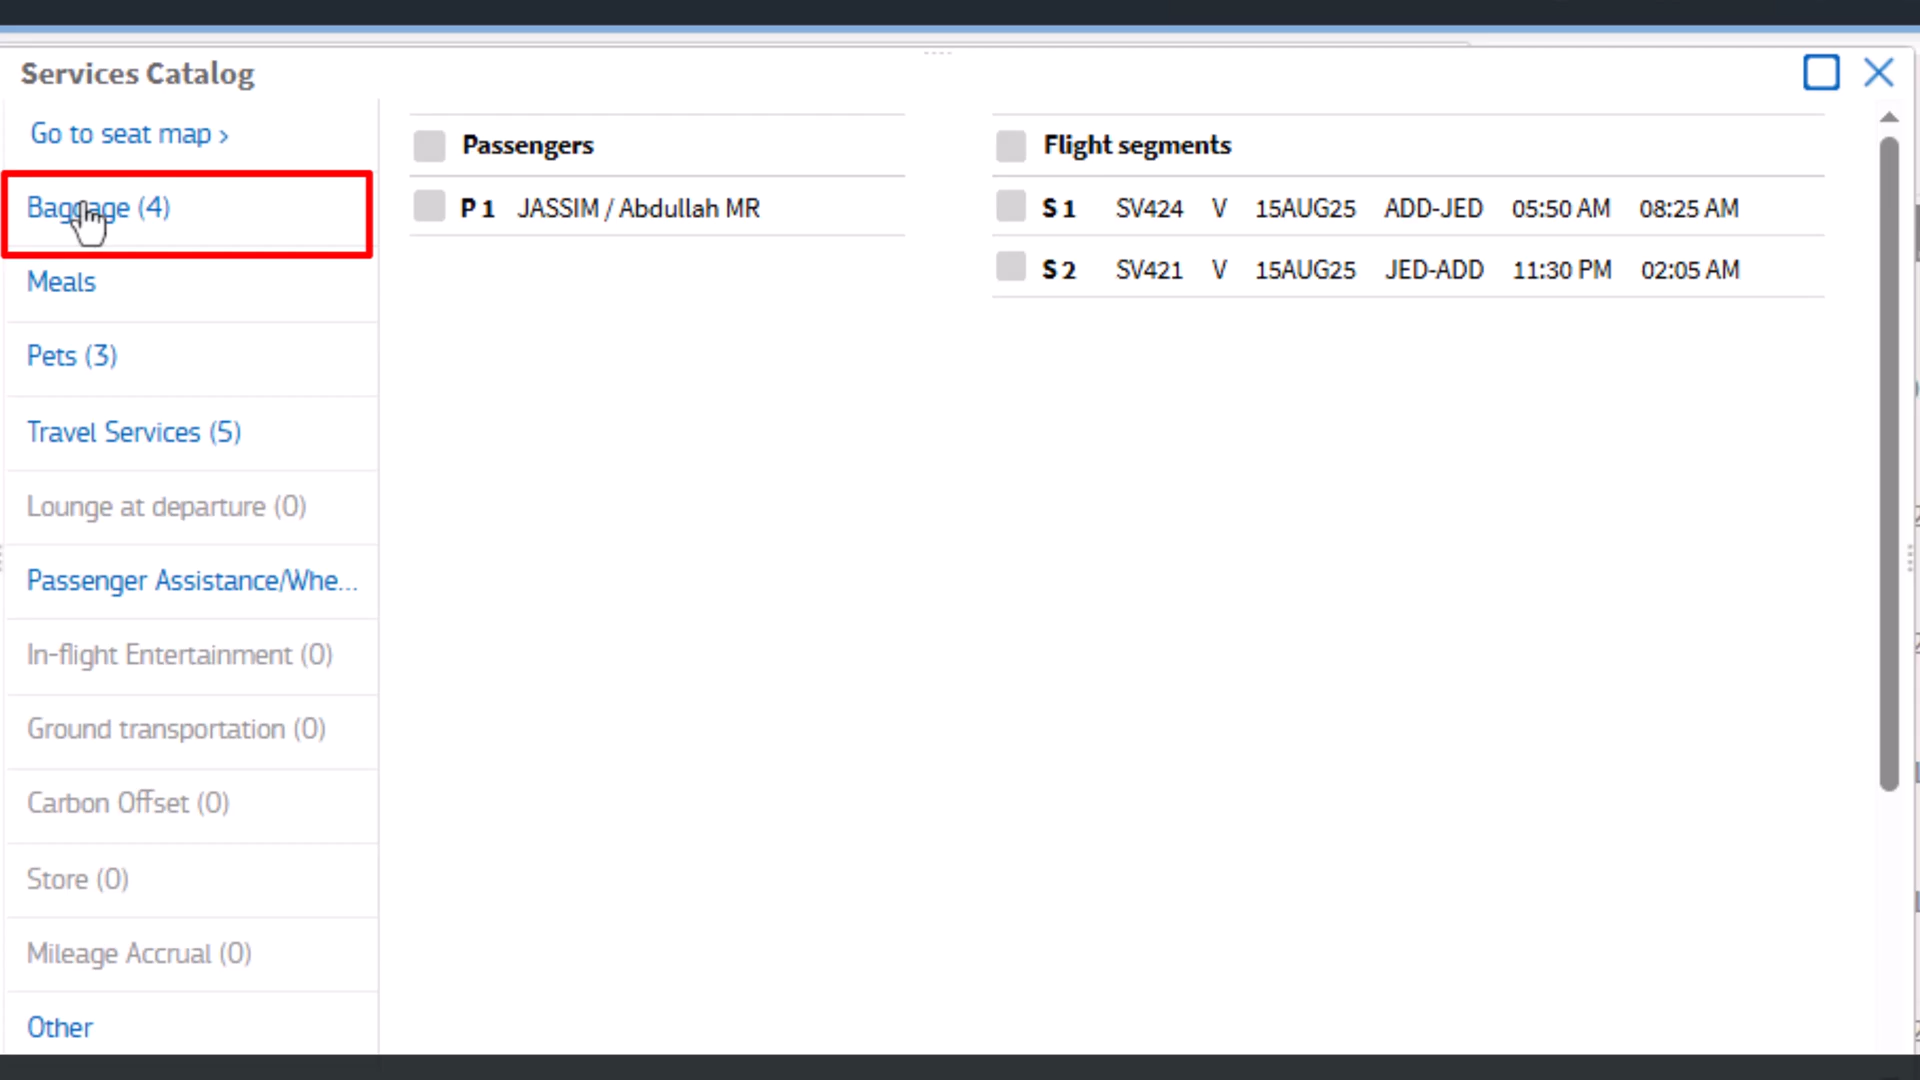 Services Catalog
Go to seat map ›
Baggage (4)
Meals
Pets (3)
Travel Services (5)
Lounge at departure (0)
Passenger Assistance/Whe...
In-flight Entertainment (0)
Ground transportation (0)
Carbon Offset (0)
Store (0)
Mileage Accrual (0)
Other
Passengers
P 1 JASSIM / Abdullah MR
Flight segments
S 1 SV424 V 15AUG25 ADD-JED 05:50 AM 08:25 AM
S 2 SV421 V 15AUG25 JED-ADD 11:30 PM 02:05 AM